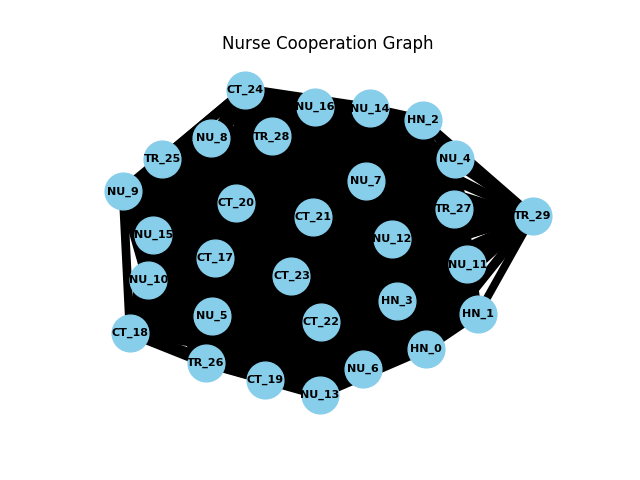 Nurse Cooperation Graph
CT_24
NU_16
NU_14
HN_2
NU_8
TR_28
TR_25
NU_4
NU_7
NU_9
CT_20
TR_27
CT_21
TR_29
NU_15
NU_12
CT_17
NU_11
CT_23
NU_10
HN_3
HN_1
NU_5
CT_22
CT_18
HN_0
TR_26
NU_6
CT_19
NU_13